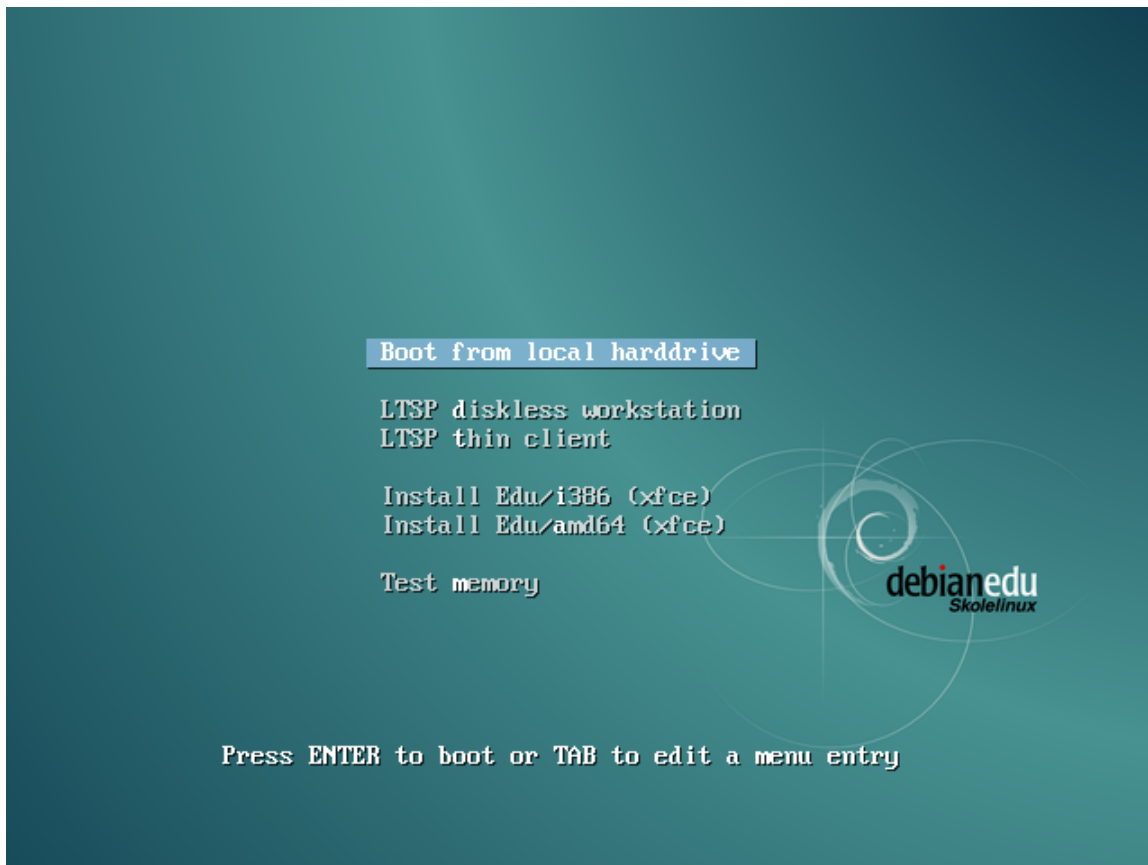 Boot from local harddrive
LTSP diskless workstation
LTSP thin client
Install Edu/i386 (xfce)
Install Edu/amd64 (xfce)
Test memory
debianedu
Skolelinux
Press ENTER to boot or TAB to edit a menu entry